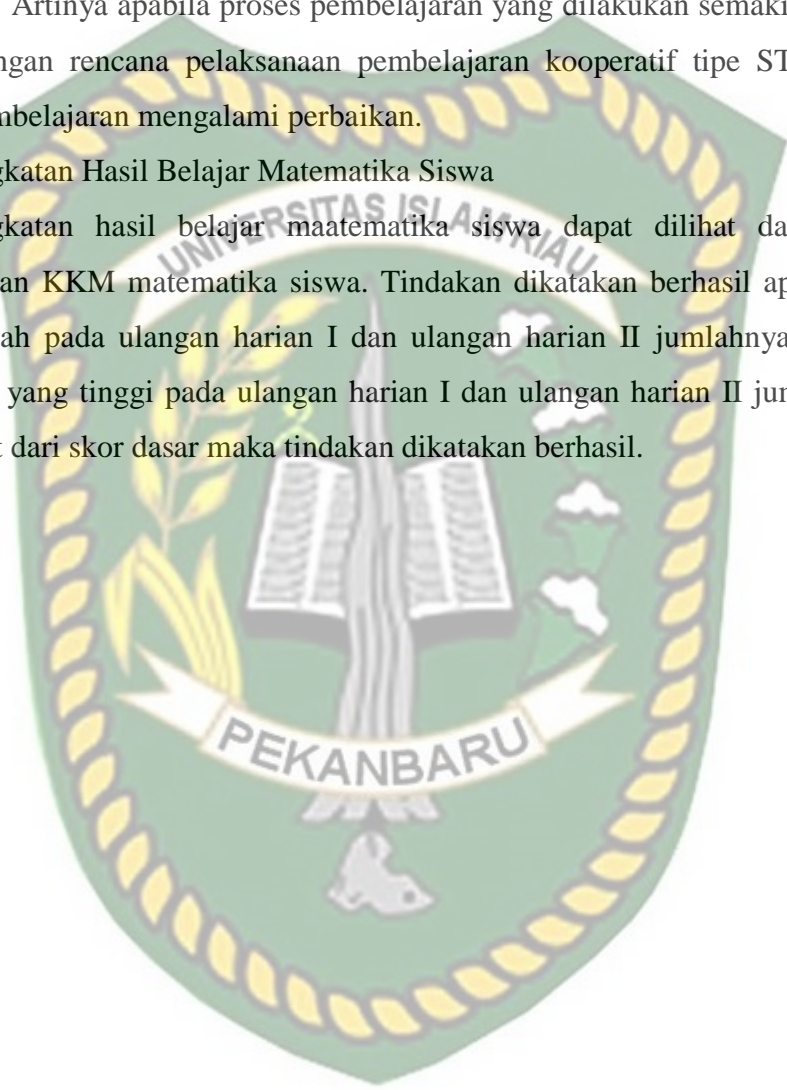 Artinya apabila proses pembelajaran yang dilakukan semaki
ngan rencana pelaksanaan pembelajaran kooperatif tipe ST
mbelajaran mengalami perbaikan.
gkatan Hasil Belajar Matematika Siswa
gkatan hasil belajar maatematika siswa dapat dilihat da
an KKM matematika siswa. Tindakan dikatakan berhasil ap
ah pada ulangan harian I dan ulangan harian II jumlahnya
yang tinggi pada ulangan harian I dan ulangan harian II jun
t dari skor dasar maka tindakan dikatakan berhasil.
UNIVERSITAS ISLAM RIAU
PEKANBARU